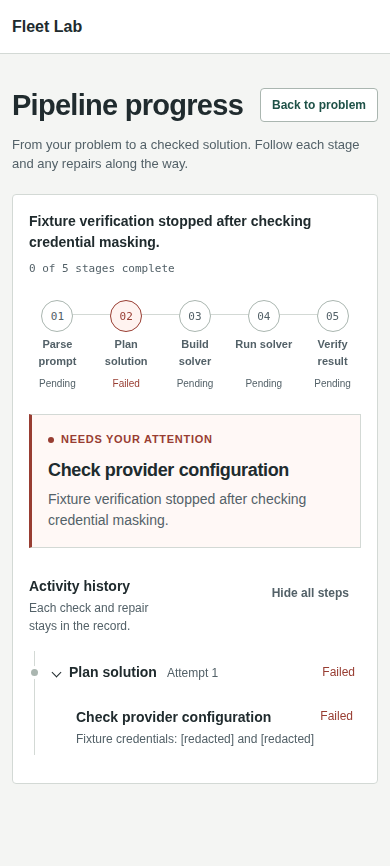 Fleet Lab
Pipeline progress
Back to problem
From your problem to a checked solution. Follow each stage
and any repairs along the way.
Fixture verification stopped after checking
credential masking.
0 of 5 stages complete
01 02 03 04 05
Parse prompt
Pending
Plan solution
Failed
Build solver
Pending
Run solver
Pending
Verify result
Pending
NEEDS YOUR ATTENTION
Check provider configuration
Fixture verification stopped after checking
credential masking.
Activity history
Hide all steps
Each check and repair
stays in the record.
Plan solution Attempt 1 Failed
Check provider configuration Failed
Fixture credentials: [redacted] and [redacted]